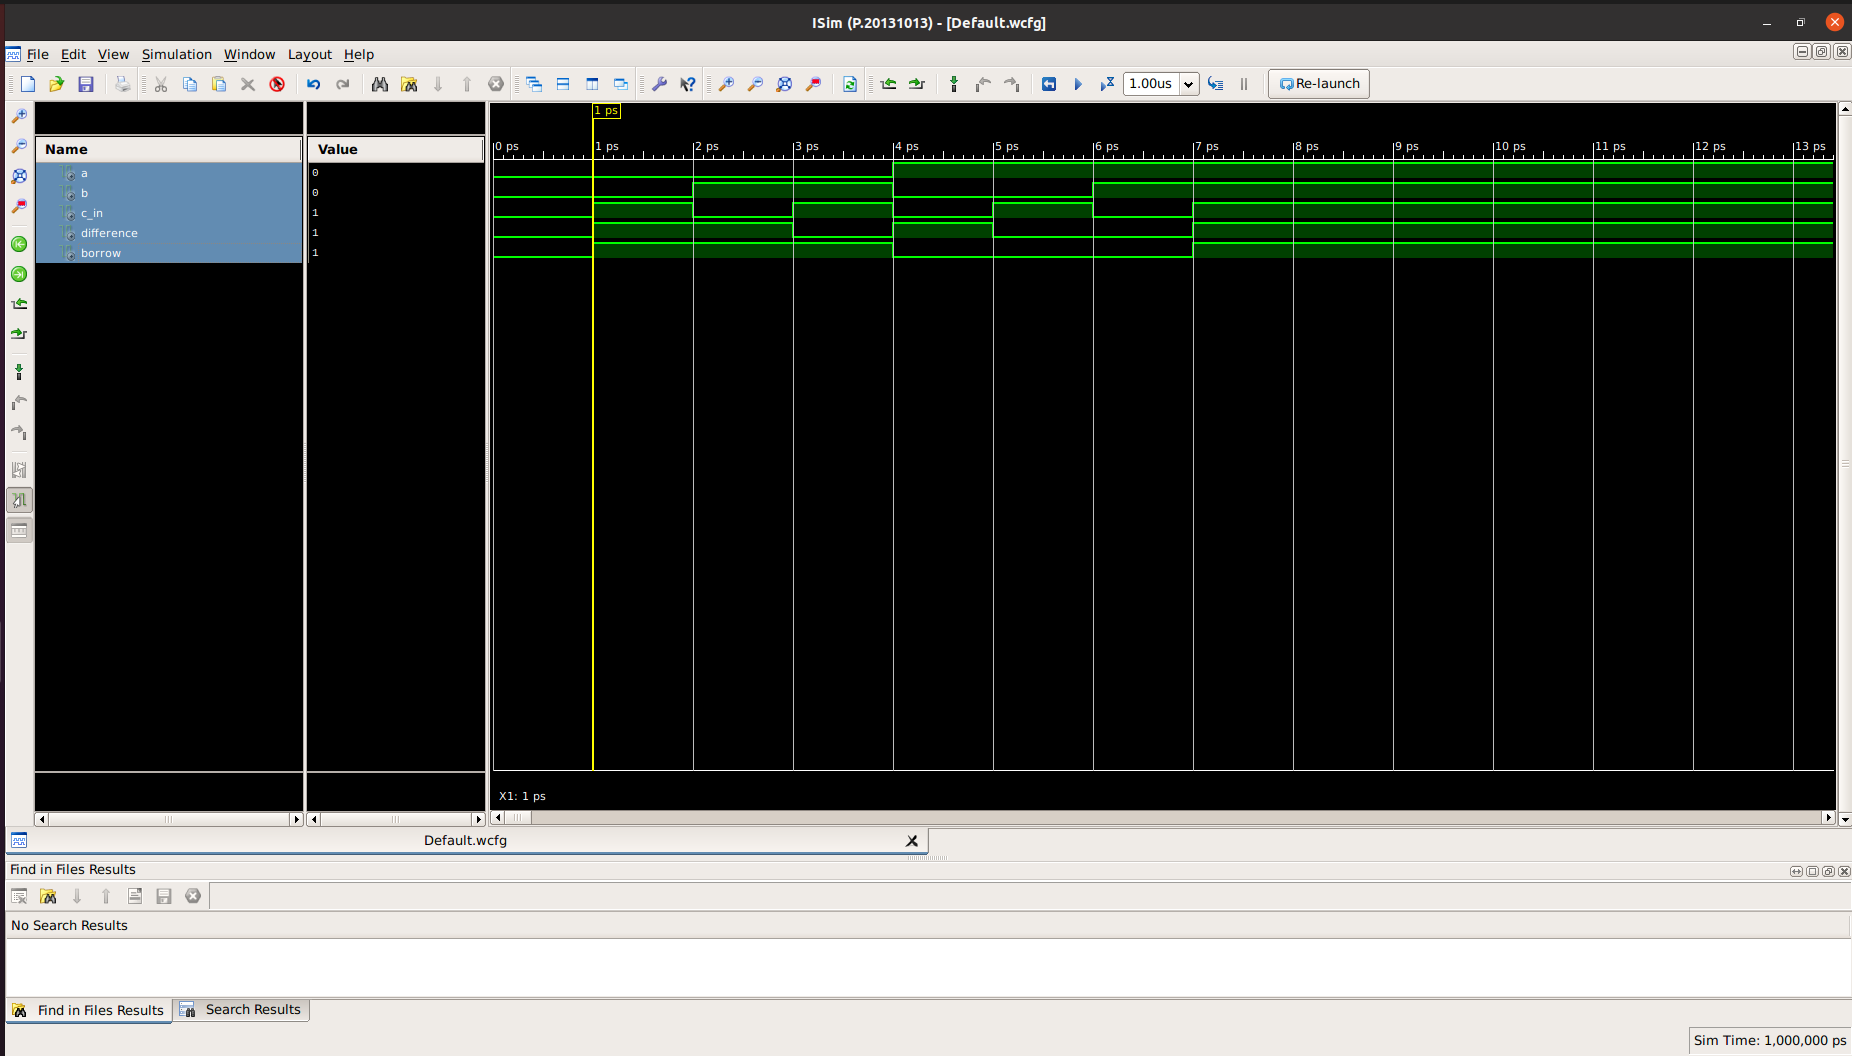 ISim (P.20131013) - [Default.wcfg]
File Edit View Simulation Window Layout Help
1.00us Re-launch
1 ps
Name Value
0 ps 1 ps 2 ps 3 ps 4 ps 5 ps 6 ps 7 ps 8 ps 9 ps 10 ps 11 ps 12 ps 13 ps
a 0
b 0
c_in 1
difference 1
borrow 1
X1: 1 ps
Default.wcfg
Find in Files Results
No Search Results
Find in Files Results Search Results
Sim Time: 1,000,000 ps